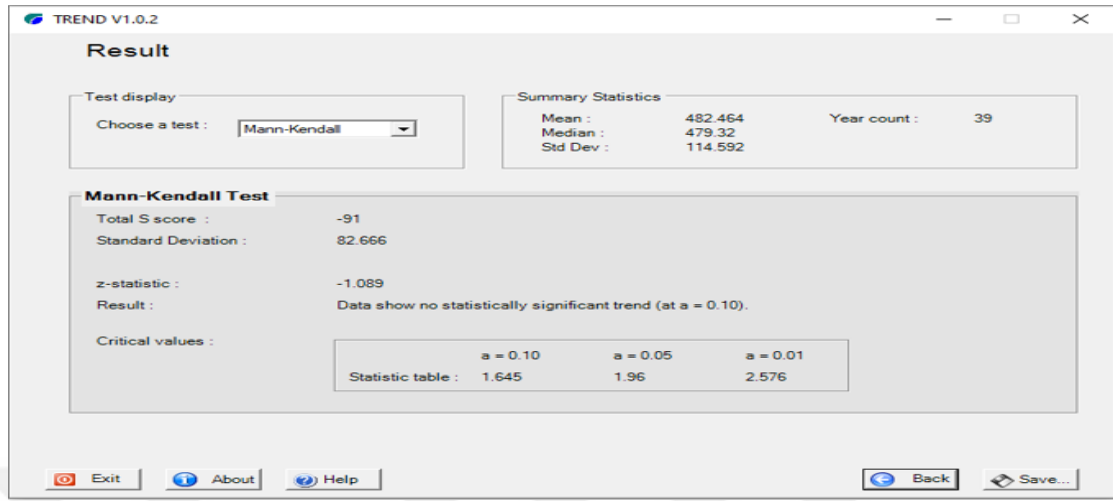 TREND V1.0.2
Result
Test display
Choose a test :
Mann-Kendall
Summary Statistics
Mean : 482.464 Year count : 39
Median : 479.32
Std Dev : 114.592
Mann-Kendall Test
Total S score : -91
Standard Deviation : 82.666
z-statistic : -1.089
Result : Data show no statistically significant trend (at a = 0.10).
Critical values :
a = 0.10 a = 0.05 a = 0.01
Statistic table : 1.645 1.96 2.576
Exit About Help Back Save...